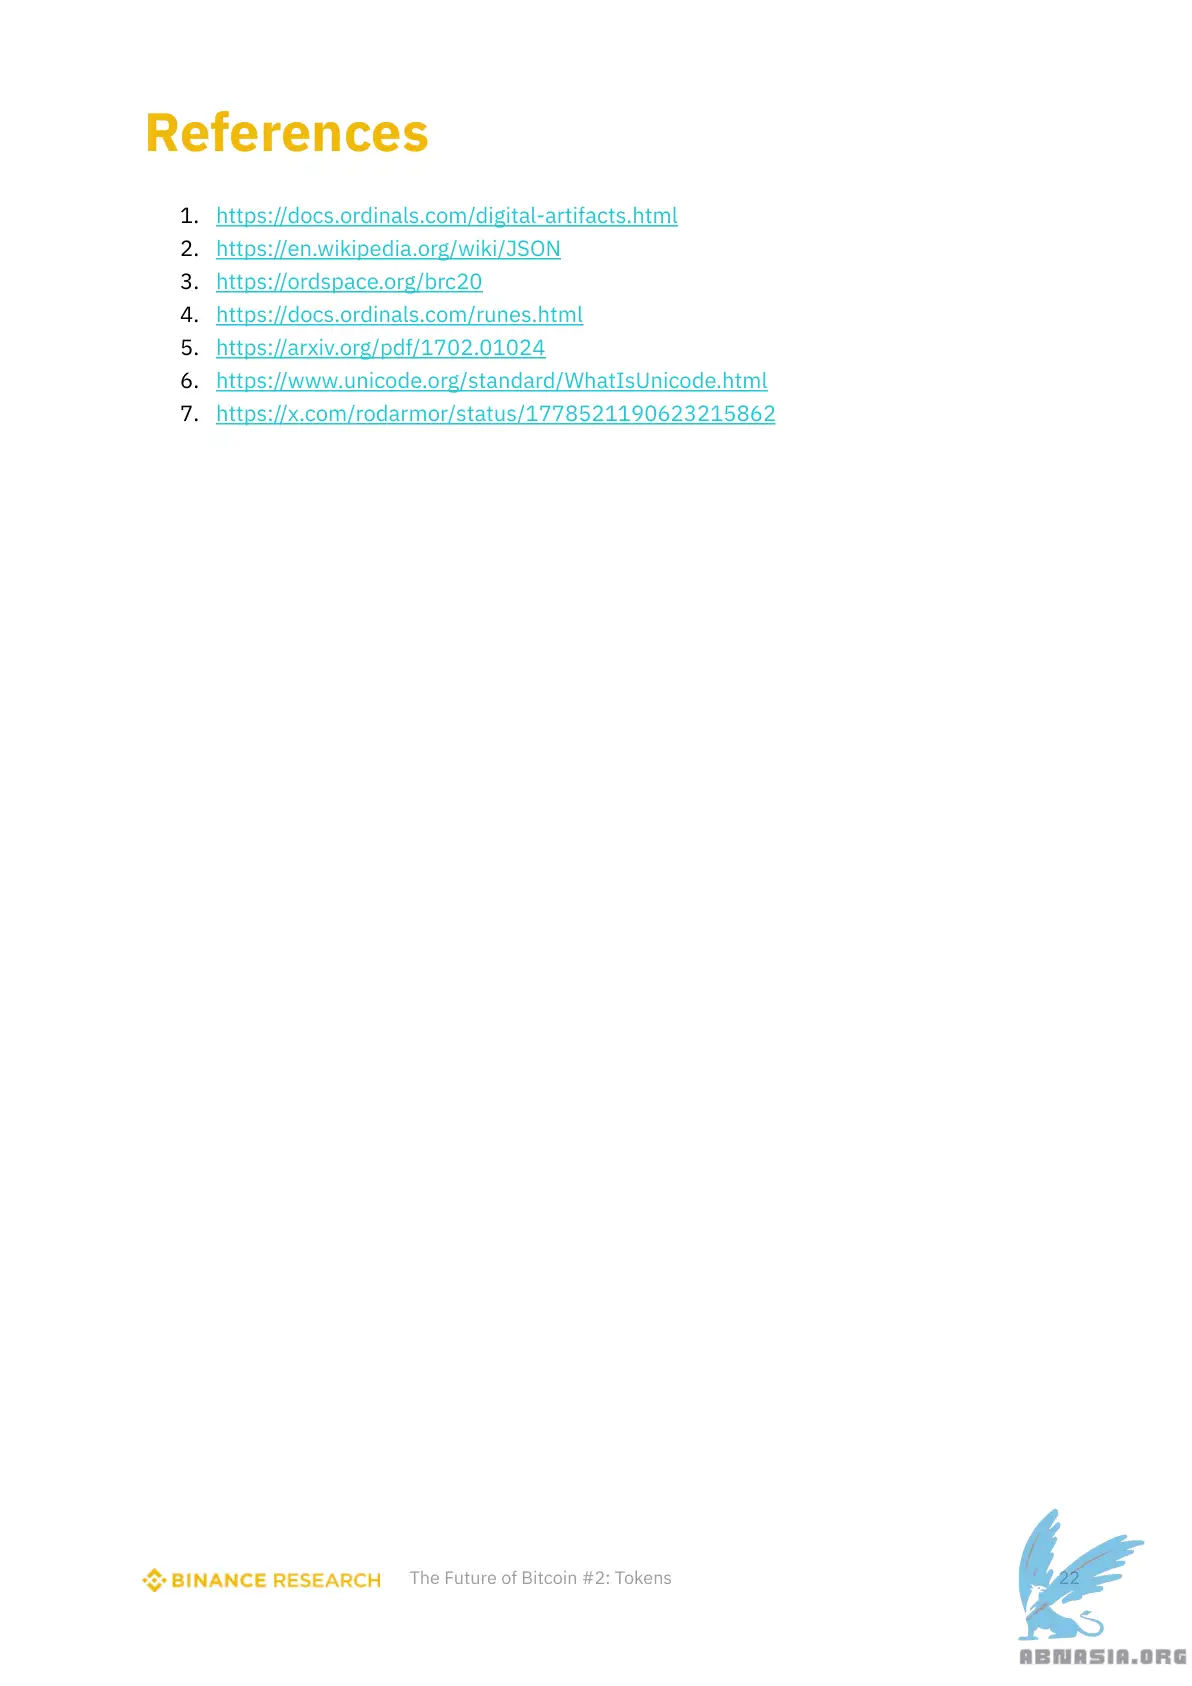 References
1. https://docs.ordinals.com/digital-artifacts.html
2. https://en.wikipedia.org/wiki/JSON
3. https://ordspace.org/brc20
4. https://docs.ordinals.com/runes.html
5. https://arxiv.org/pdf/1702.01024
6. https://www.unicode.org/standard/WhatIsUnicode.html
7. https://x.com/rodarmor/status/1778521190623215862
BINANCE RESEARCH The Future of Bitcoin #2: Tokens 22
ABNASIA.ORG